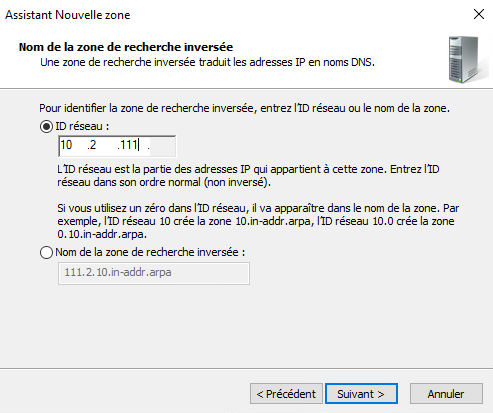 Assistant Nouvelle zone
Nom de la zone de recherche inversée
Une zone de recherche inversée traduit les adresses IP en noms DNS.
Pour identifier la zone de recherche inversée, entrez l'ID réseau ou le nom de la zone.
ID réseau :
10 .2 .111 .
L'ID réseau est la partie des adresses IP qui appartient à cette zone. Entrez l'ID
réseau dans son ordre normal (non inversé).
Si vous utilisez un zéro dans l'ID réseau, il va apparaître dans le nom de la zone. Par
exemple, l'ID réseau 10 crée la zone 10.in-addr.arpa, l'ID réseau 10.0 crée la zone
0.10.in-addr.arpa.
Nom de la zone de recherche inversée :
111.2.10.in-addr.arpa
< Précédent Suivant > Annuler